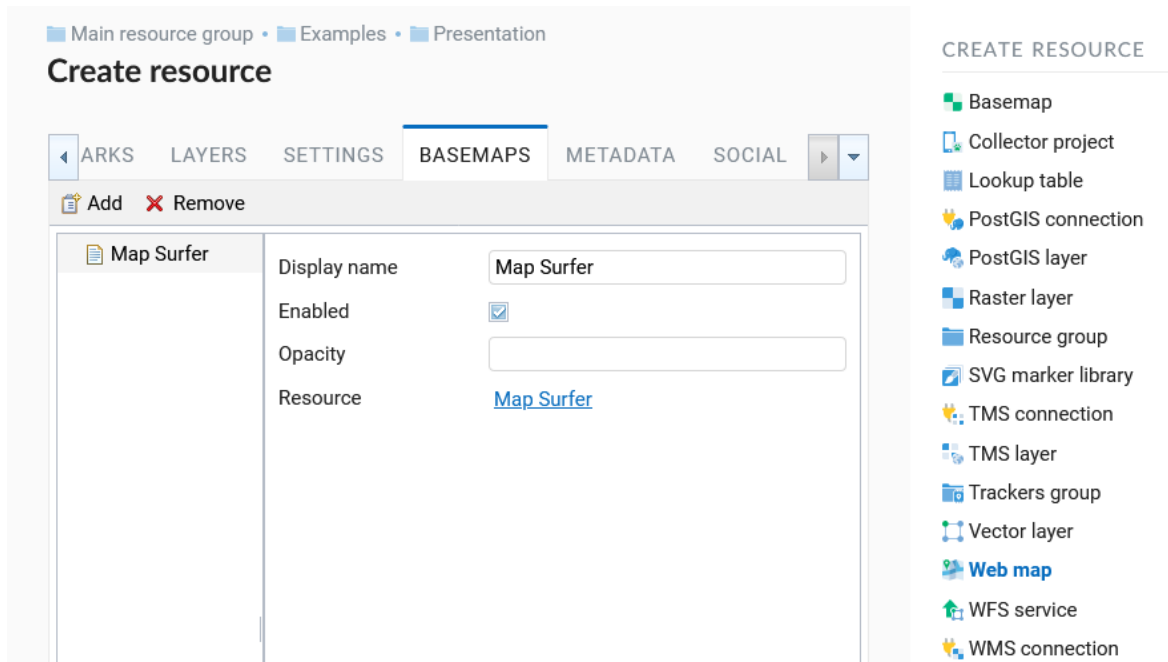 Main resource group • Examples • Presentation
Create resource
ARKS LAYERS SETTINGS BASEMAPS METADATA SOCIAL
Add Remove
Map Surfer
Display name Map Surfer
Enabled
Opacity
Resource Map Surfer
CREATE RESOURCE
Basemap
Collector project
Lookup table
PostGIS connection
PostGIS layer
Raster layer
Resource group
SVG marker library
TMS connection
TMS layer
Trackers group
Vector layer
Web map
WFS service
WMS connection